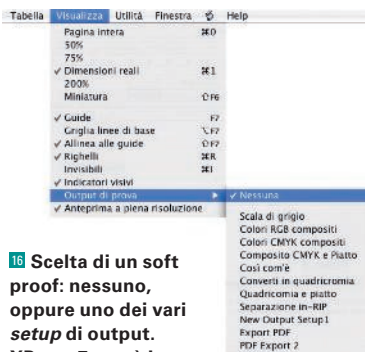 Tabella Visualizza Utilità Finestra Help
Pagina intera ⌘0
50%
75%
✓ Dimensioni reali ⌘1
200%
Miniatura ⇧F6
✓ Guide F7
Griglia linee di base ⌥F7
✓ Allinea alle guide ⇧F7
✓ Righelli ⌘R
Invisibili ⌘I
✓ Indicatori visivi
Output di prova ▶
✓ Anteprima a piena risoluzione
✓ Nessuna
Scala di grigio
Colori RGB compositi
Colori CMYK compositi
Composito CMYK e Piatto
Così com'è
Converti in quadricromia
Quadricomia e piatto
Separazione in-RIP
New Output Setup1
Export PDF
PDF Export 2
16 Scelta di un soft
proof: nessuno,
oppure uno dei vari
setup di output.